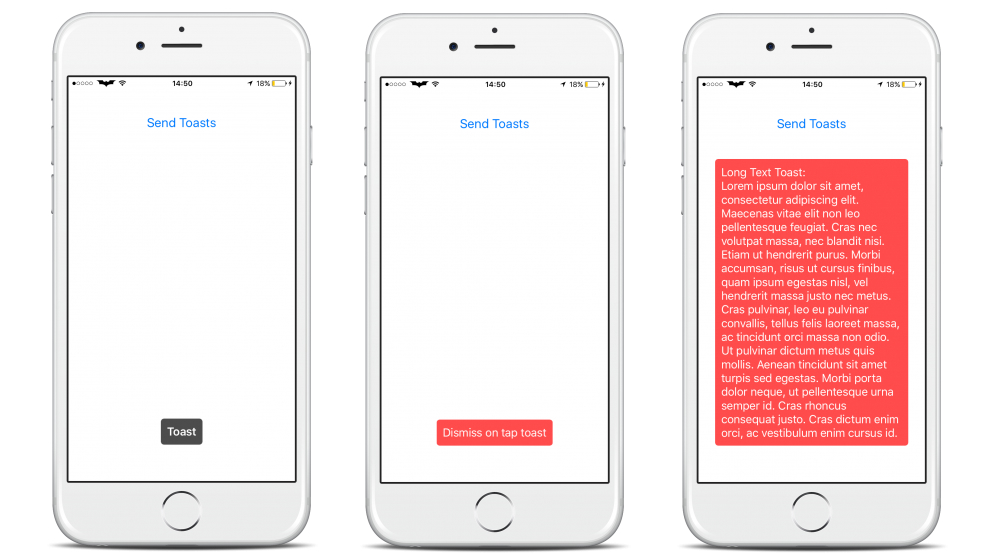 14:50
18%
Send Toasts
Toast
14:50
18%
Send Toasts
Dismiss on tap toast
14:50
18%
Send Toasts
Long Text Toast:
Lorem ipsum dolor sit amet,
consectetur adipiscing elit.
Maecenas vitae elit non leo
pellentesque feugiat. Cras nec
volutpat massa, nec blandit nisi.
Etiam ut hendrerit purus. Morbi
accumsan, risus ut cursus finibus,
quam ipsum egestas nisl, vel
hendrerit massa justo nec metus.
Cras pulvinar, leo eu pulvinar
convallis, tellus felis laoreet massa,
ac tincidunt orci massa non odio.
Ut pulvinar dictum metus quis
mollis. Aenean tincidunt sit amet
turpis sed egestas. Morbi porta
dolor neque, ut pellentesque urna
semper id. Cras rhoncus
consequat justo. Cras dictum enim
orci, ac vestibulum enim cursus id.